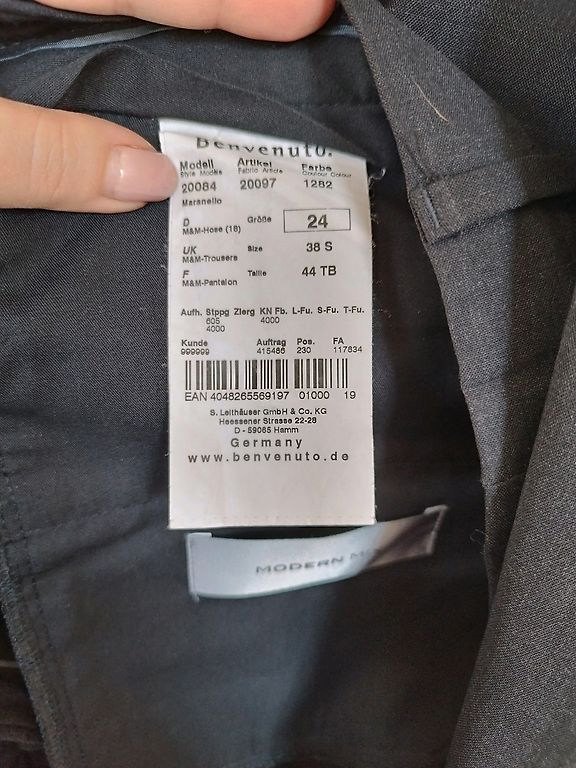 benvenuto.
Modell Artikel Farbe
Style Modèle Fabric Article Couleur Colour
20084 20097 1282
Maranello
D Größe 24
M&M-Hose (18)
UK Size 38 S
M&M-Trousers
F Taille 44 TB
M&M-Pantalon
Aufh. Stppg Zierg KN Fb. L-Fu. S-Fu. T-Fu.
605 4000
4000
Kunde Auftrag Pos. FA
999999 415486 230 117834
EAN 4048265569197 01000 19
S. Leithäuser GmbH & Co. KG
Heessener Strasse 22-28
D - 59065 Hamm
Germany
www.benvenuto.de
MODERN